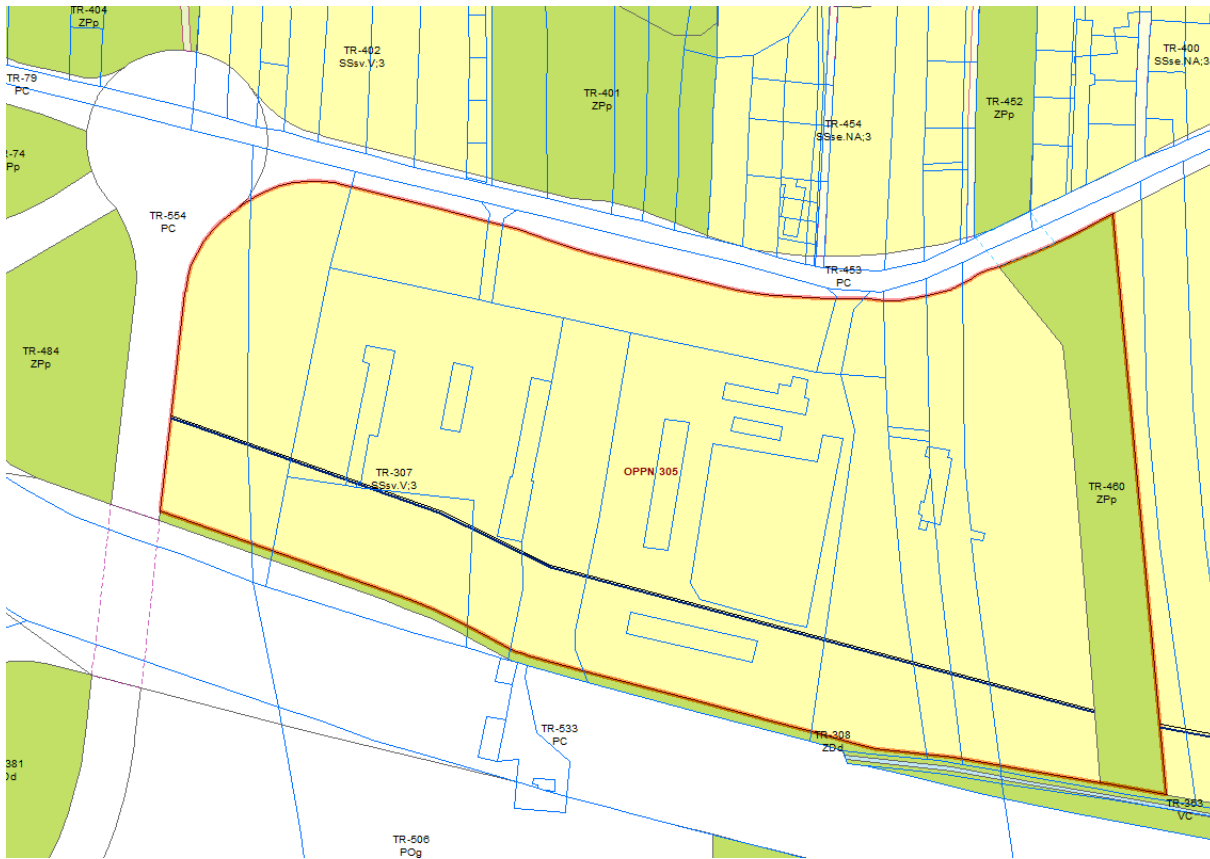 TR-404
ZPp
TR-402
SSsv.V;3
TR-400
SSse.NA;3
TR-79
PC
TR-401
ZPp
TR-452
ZPp
TR-454
SSse.NA;3
2-74
Pp
TR-554
PC
TR-453
PC
TR-484
ZPp
TR-307
SSsv.V;3
OPPN 305
TR-460
ZPp
TR-533
PC
TR-308
ZDd
381
Dd
TR-353
VC
TR-506
POg